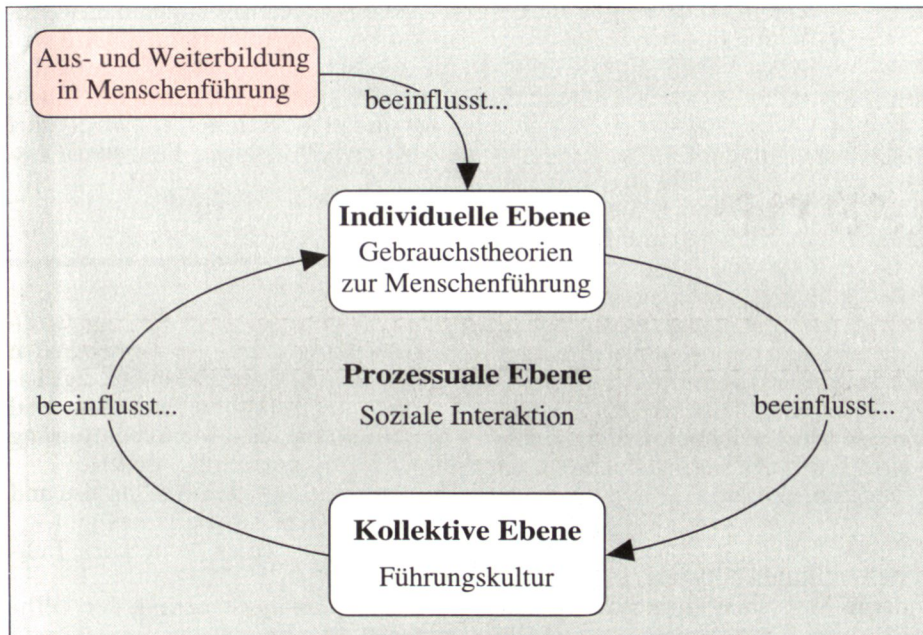 Aus- und Weiterbildung
in Menschenführung
beeinflusst...
Individuelle Ebene
Gebrauchstheorien
zur Menschenführung
Prozessuale Ebene
Soziale Interaktion
beeinflusst...
beeinflusst...
Kollektive Ebene
Führungskultur